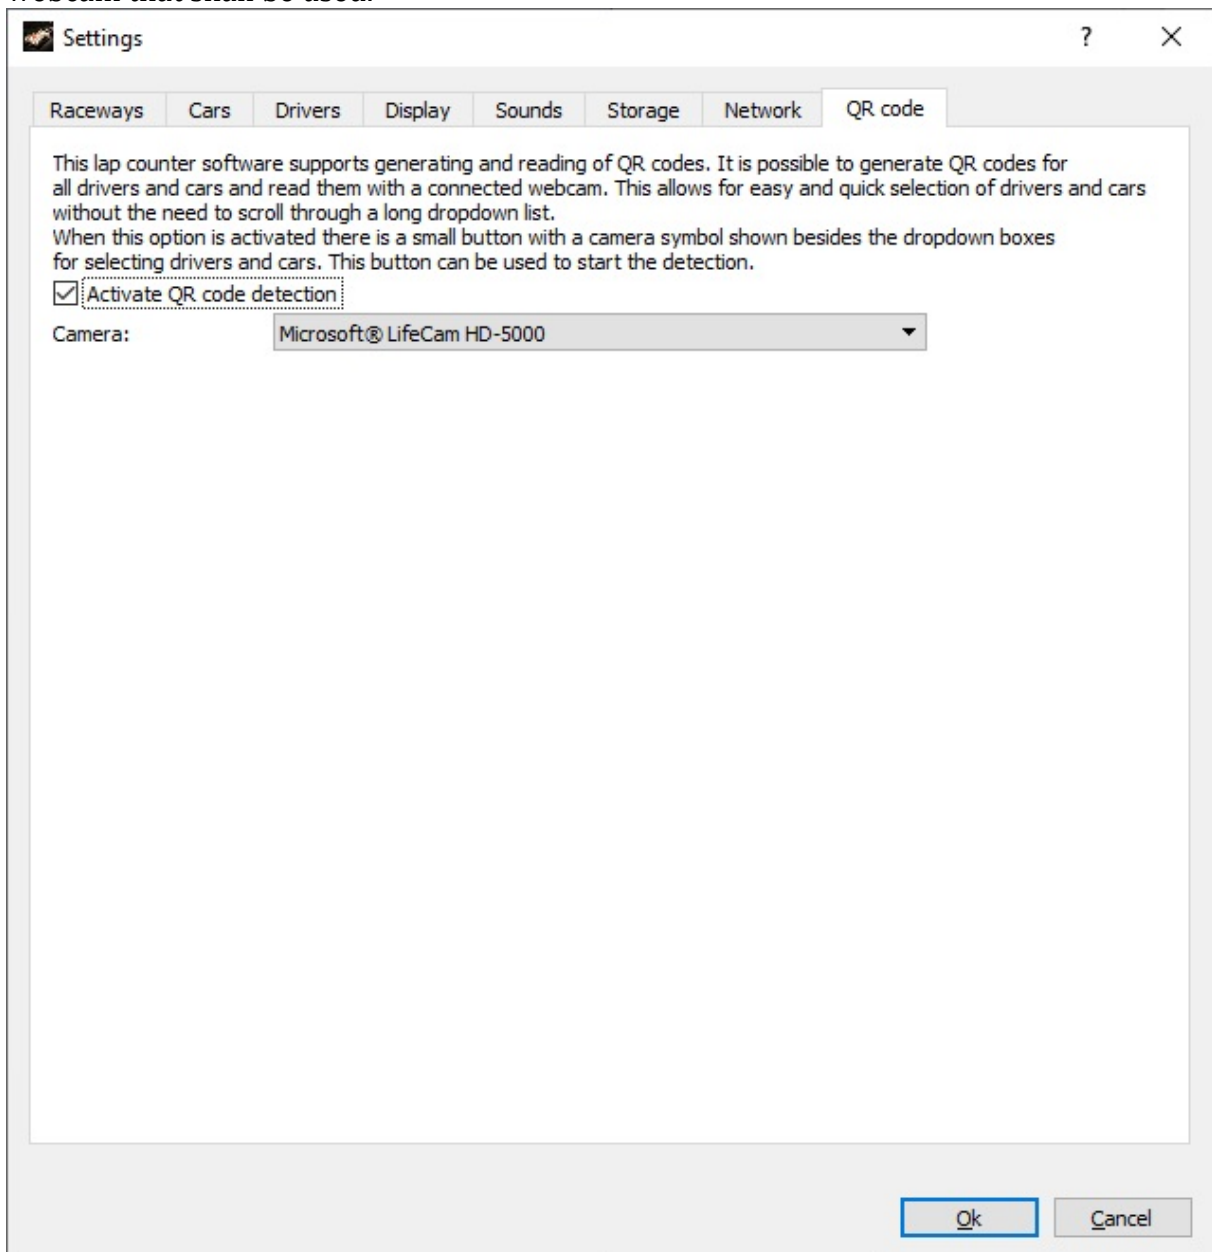 webcam that shall be used.
Settings
?
Raceways Cars Drivers Display Sounds Storage Network QR code
This lap counter software supports generating and reading of QR codes. It is possible to generate QR codes for
all drivers and cars and read them with a connected webcam. This allows for easy and quick selection of drivers and cars
without the need to scroll through a long dropdown list.
When this option is activated there is a small button with a camera symbol shown besides the dropdown boxes
for selecting drivers and cars. This button can be used to start the detection.
Activate QR code detection
Camera: Microsoft® LifeCam HD-5000
Ok Cancel